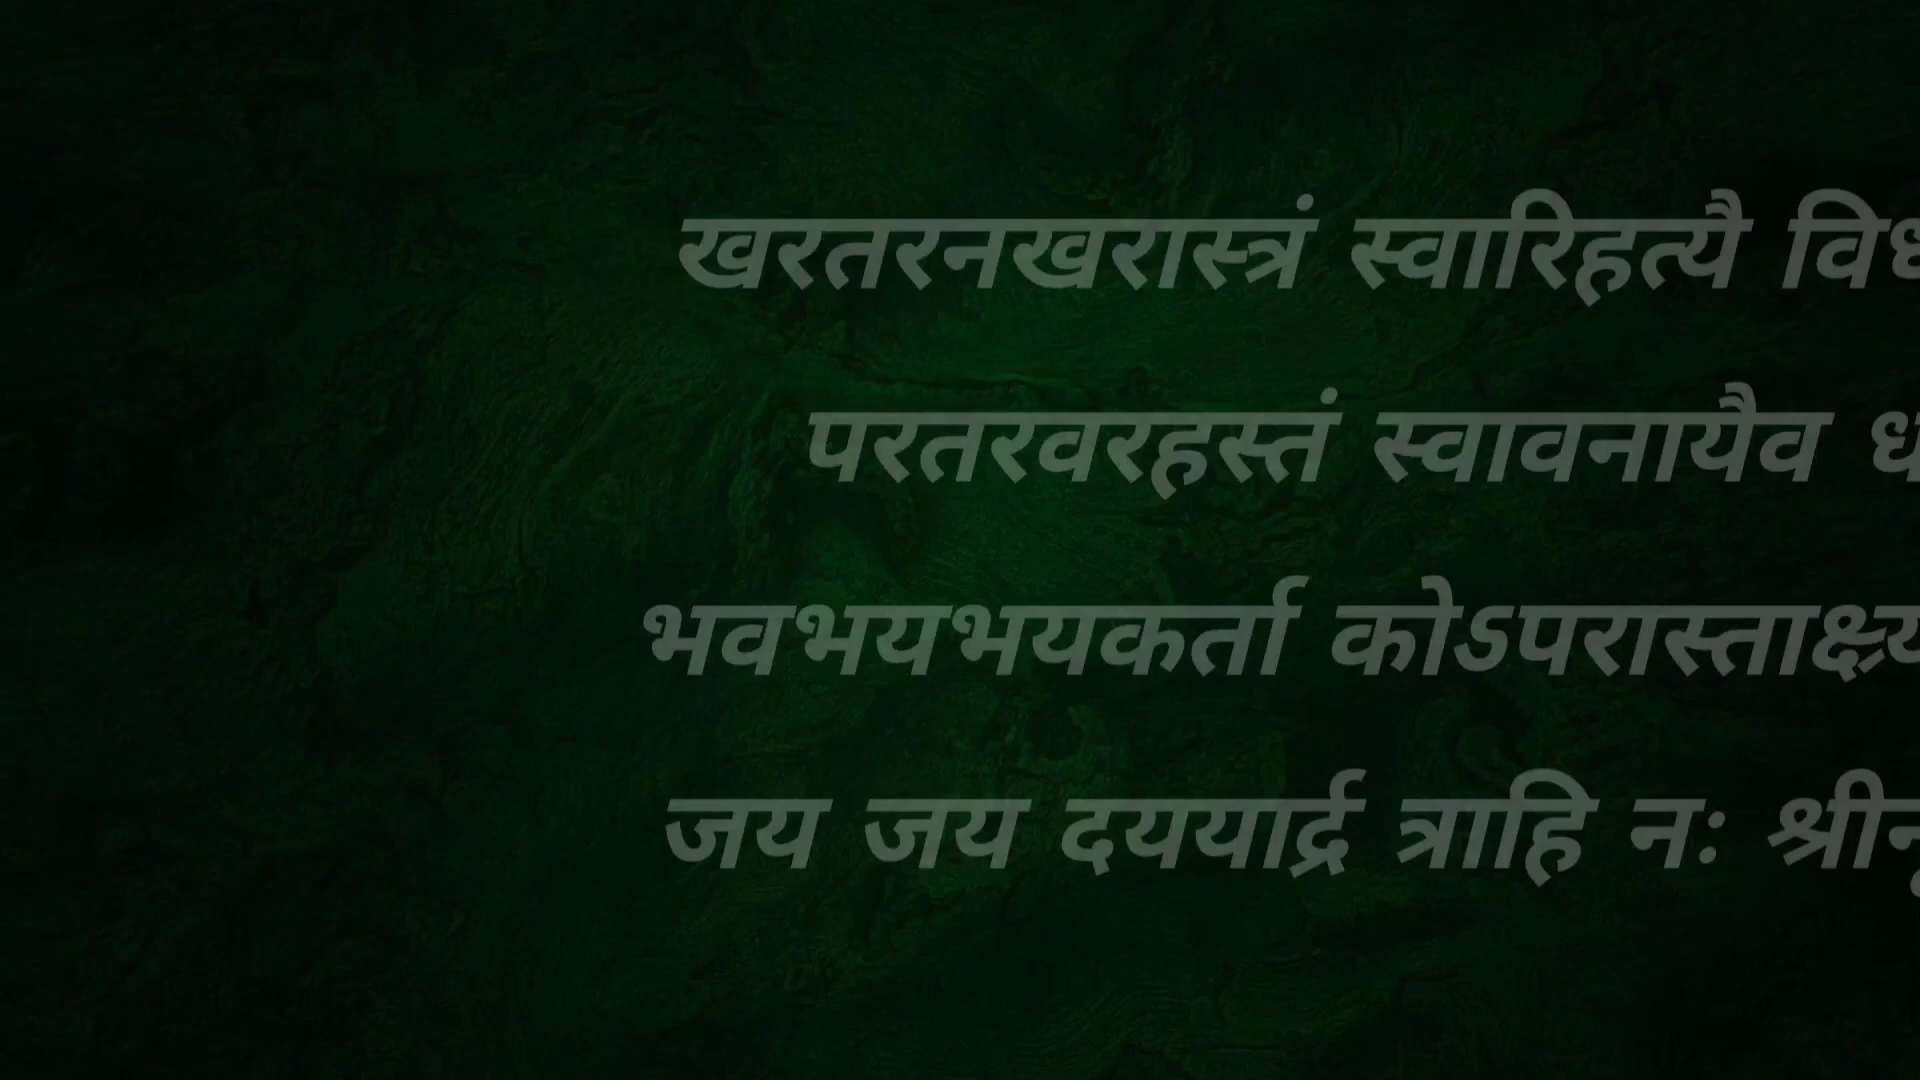 खरतरनखरास्त्रं स्वारिहत्यै
परतरवरहस्तं स्वावनायैव
भवभयभयकर्ता कोऽपरास्ताक्ष्य
जय जय दययार्द्र त्राहि नः